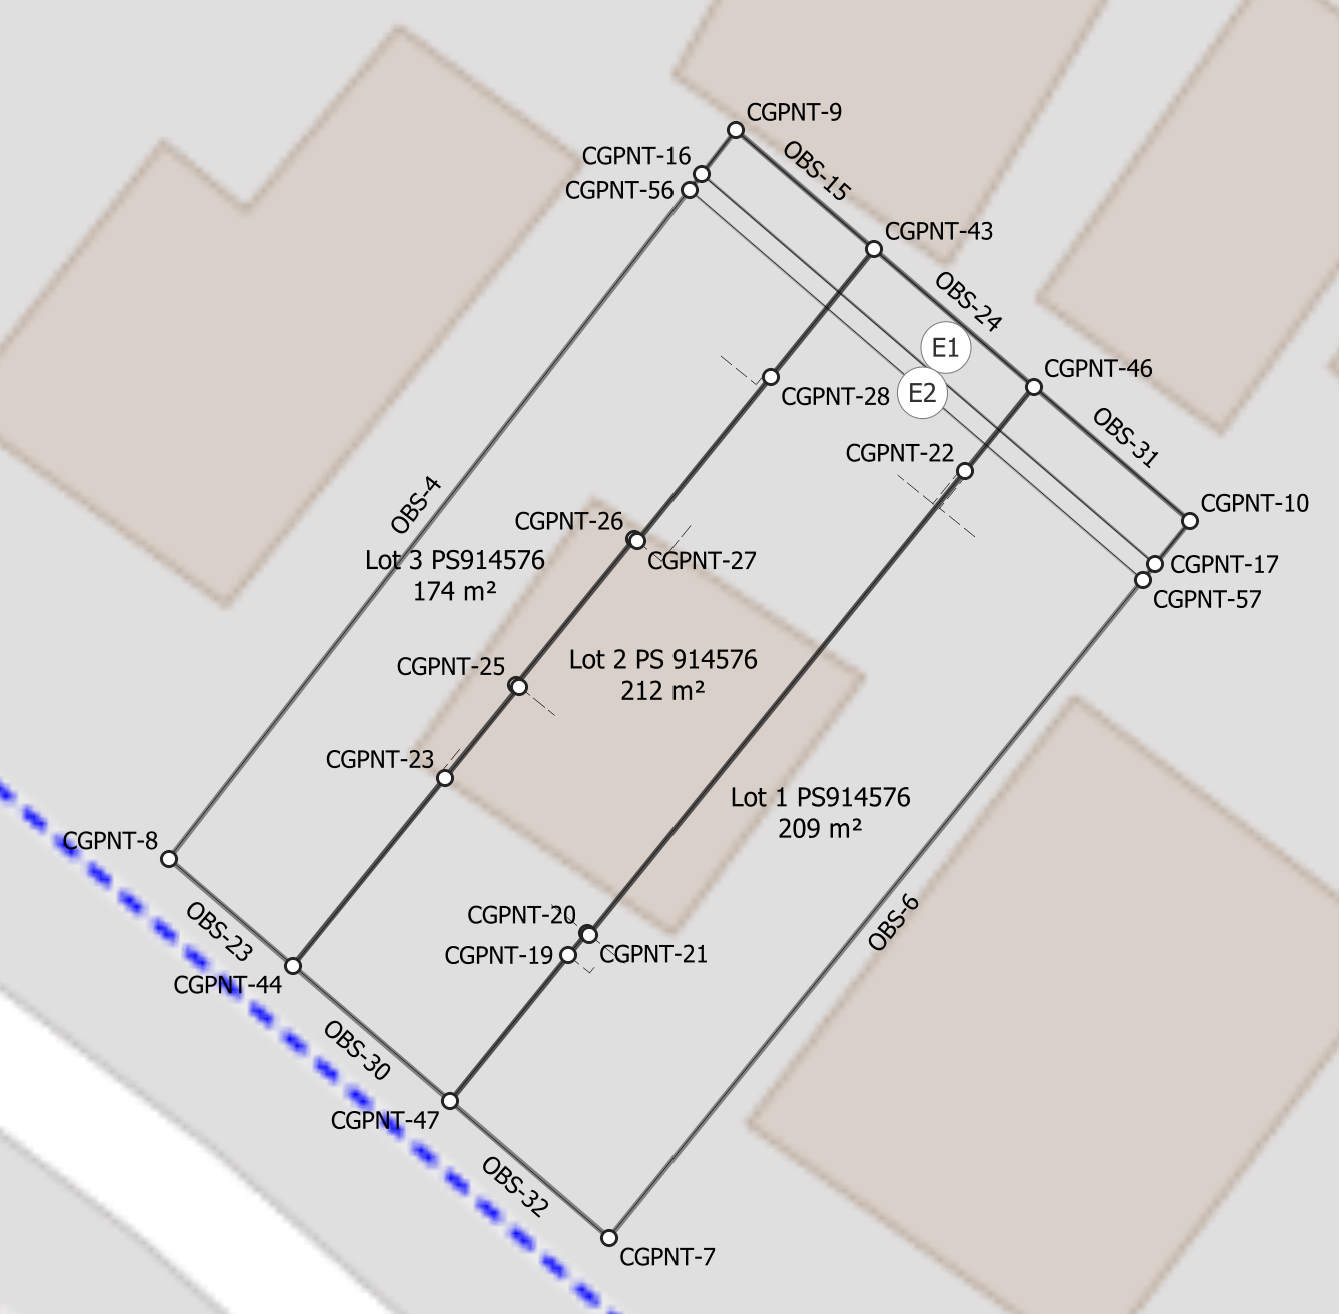 CGPNT-9
OBS-15
CGPNT-16
CGPNT-56
CGPNT-43
OBS-24
E1
CGPNT-46
E2
CGPNT-28
OBS-31
CGPNT-22
CGPNT-10
OBS-4
CGPNT-26
CGPNT-27
CGPNT-17
CGPNT-57
Lot 3 PS914576
174 m²
CGPNT-25
Lot 2 PS 914576
212 m²
CGPNT-23
Lot 1 PS914576
209 m²
CGPNT-8
OBS-23
CGPNT-20
OBS-6
CGPNT-19
CGPNT-21
CGPNT-44
OBS-30
CGPNT-47
OBS-32
CGPNT-7